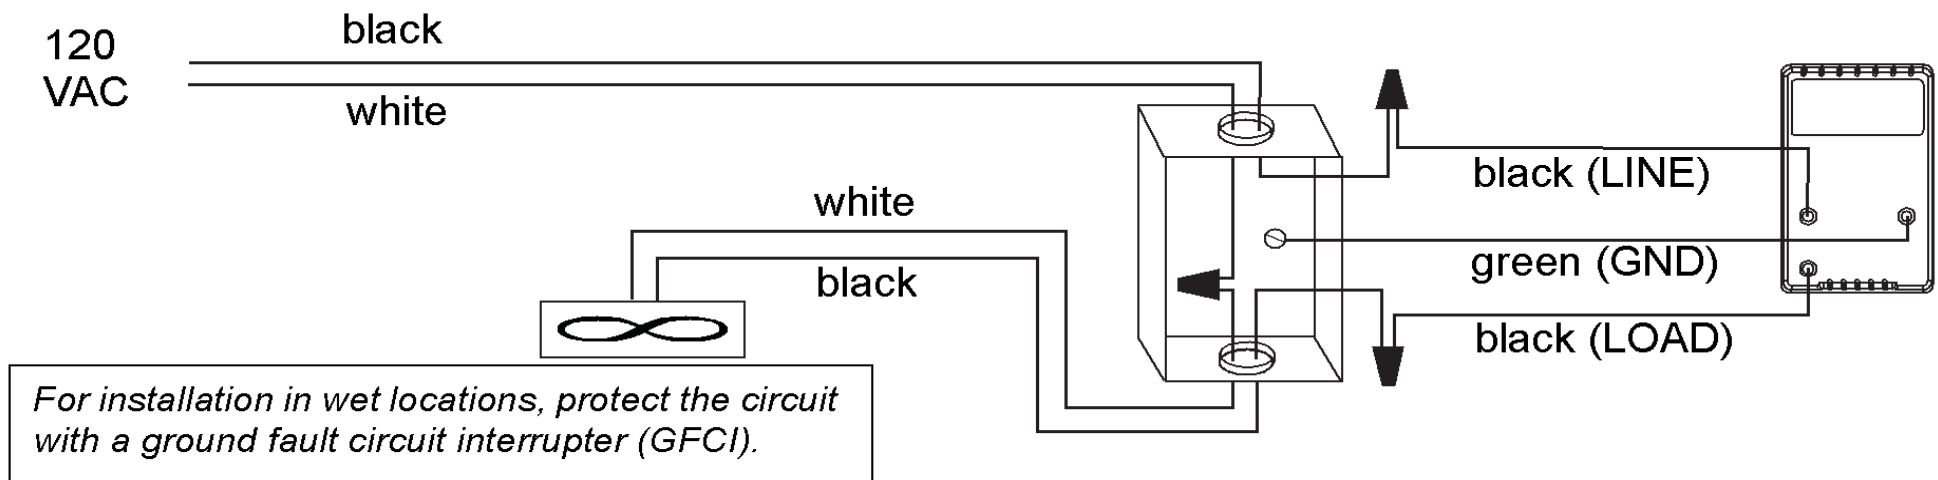 120
VAC
black
white
white
black
black (LINE)
green (GND)
black (LOAD)
For installation in wet locations, protect the circuit
with a ground fault circuit interrupter (GFCI).